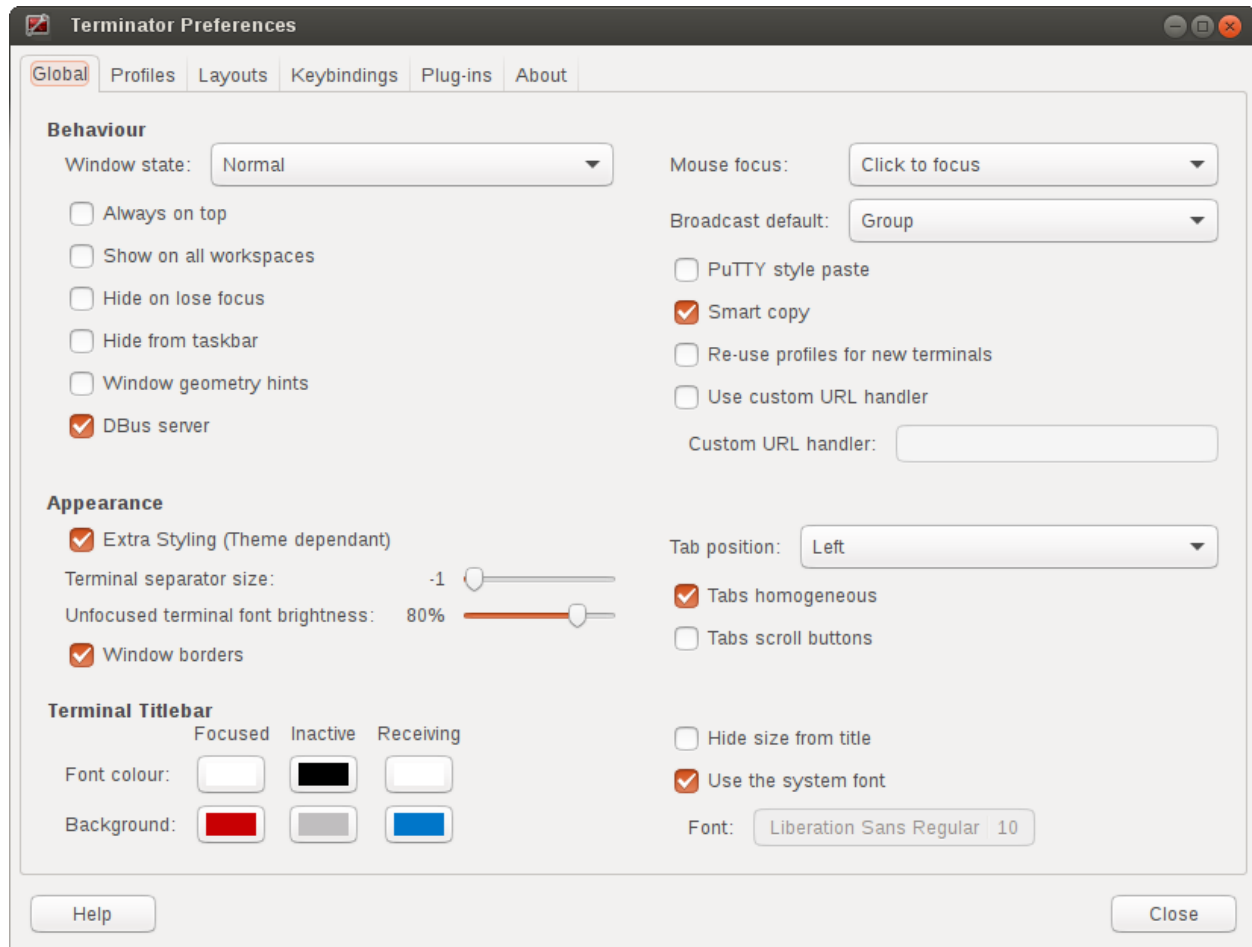 Terminator Preferences
Global Profiles Layouts Keybindings Plug-ins About
Behaviour
Window state: Normal
Always on top
Show on all workspaces
Hide on lose focus
Hide from taskbar
Window geometry hints
DBus server
Mouse focus: Click to focus
Broadcast default: Group
PuTTY style paste
Smart copy
Re-use profiles for new terminals
Use custom URL handler
Custom URL handler:
Appearance
Extra Styling (Theme dependant)
Terminal separator size: -1
Unfocused terminal font brightness: 80%
Window borders
Tab position: Left
Tabs homogeneous
Tabs scroll buttons
Terminal Titlebar
Focused Inactive Receiving
Font colour:
Background:
Hide size from title
Use the system font
Font: Liberation Sans Regular 10
Help Close